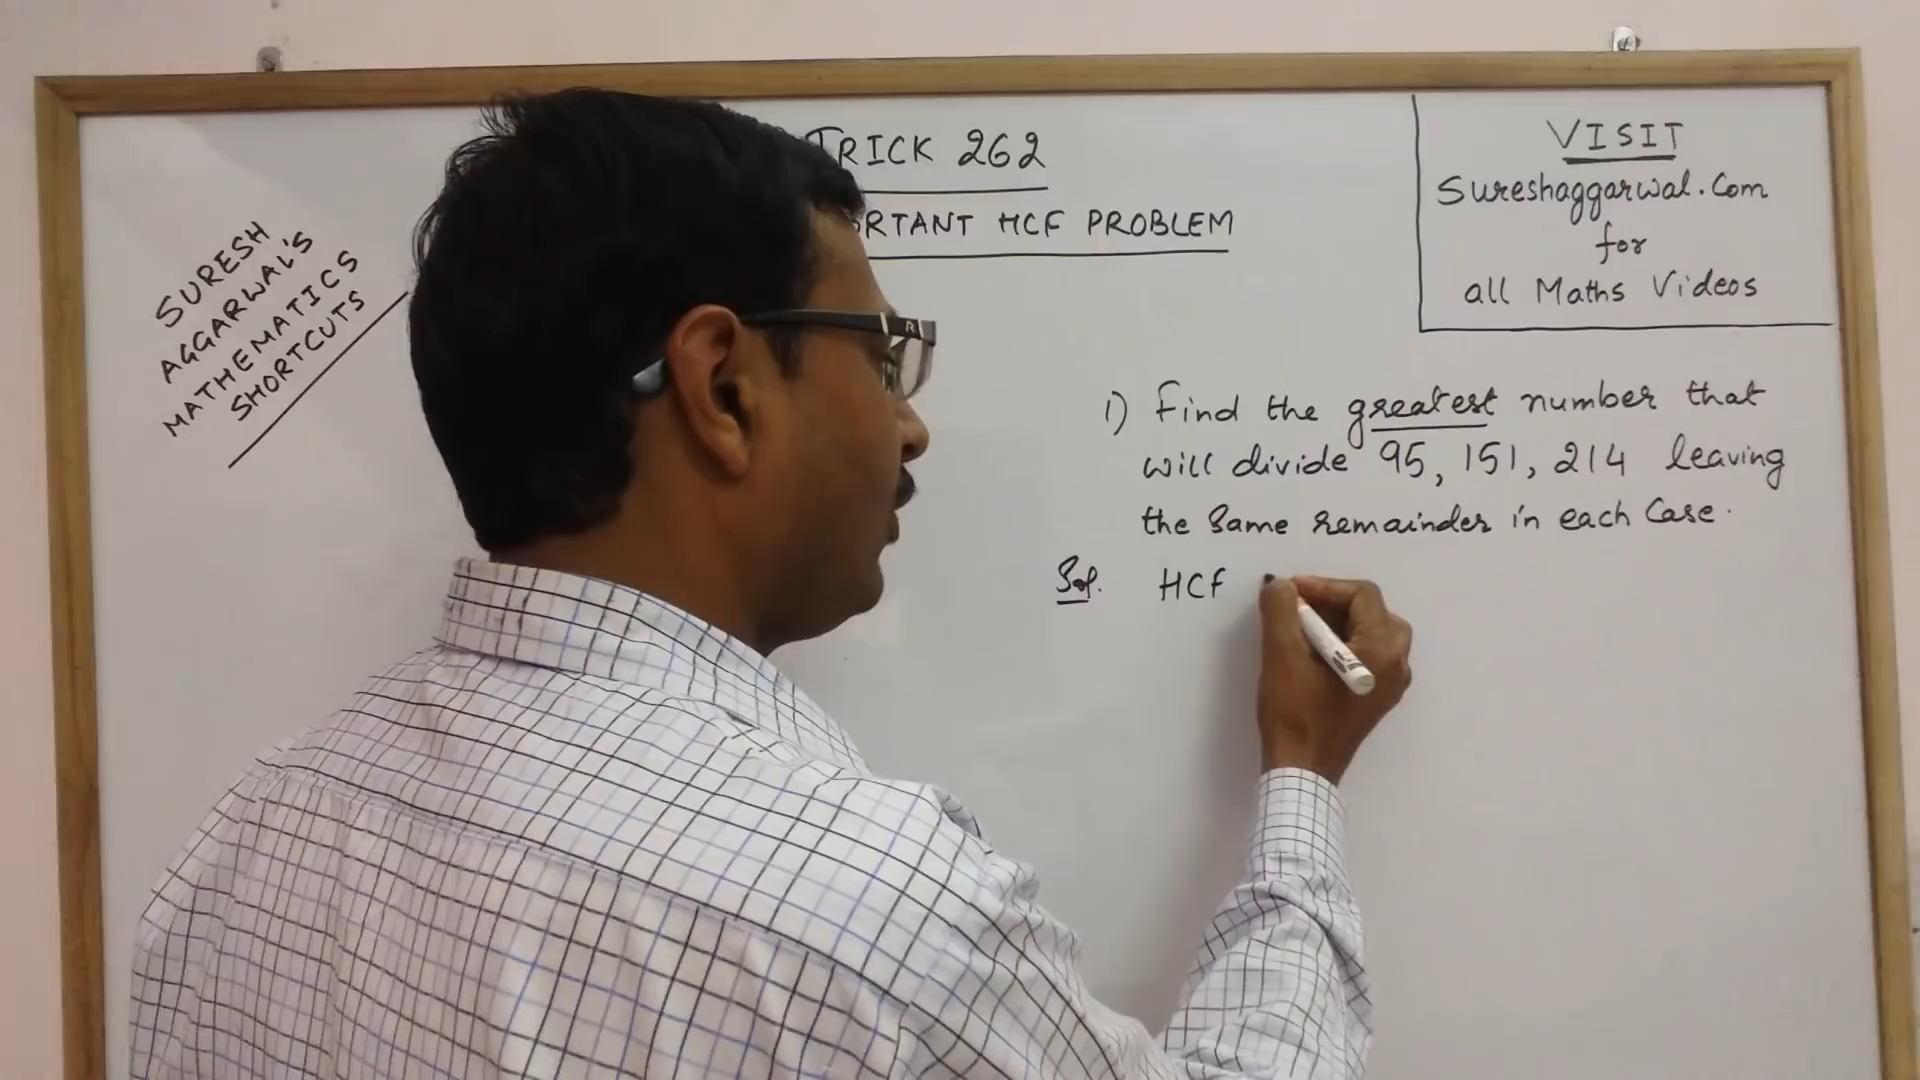 TRICK 262
HCF PROBLEM
SURESH
AGGARWAL'S
MATHEMATICS
SHORTCUTS
VISIT
Sureshaggarwal.Com
for
all Maths Videos
1) Find the greatest number that
will divide 95, 151, 214 leaving
the Same remainder in each Case.
Sol. HCF
R